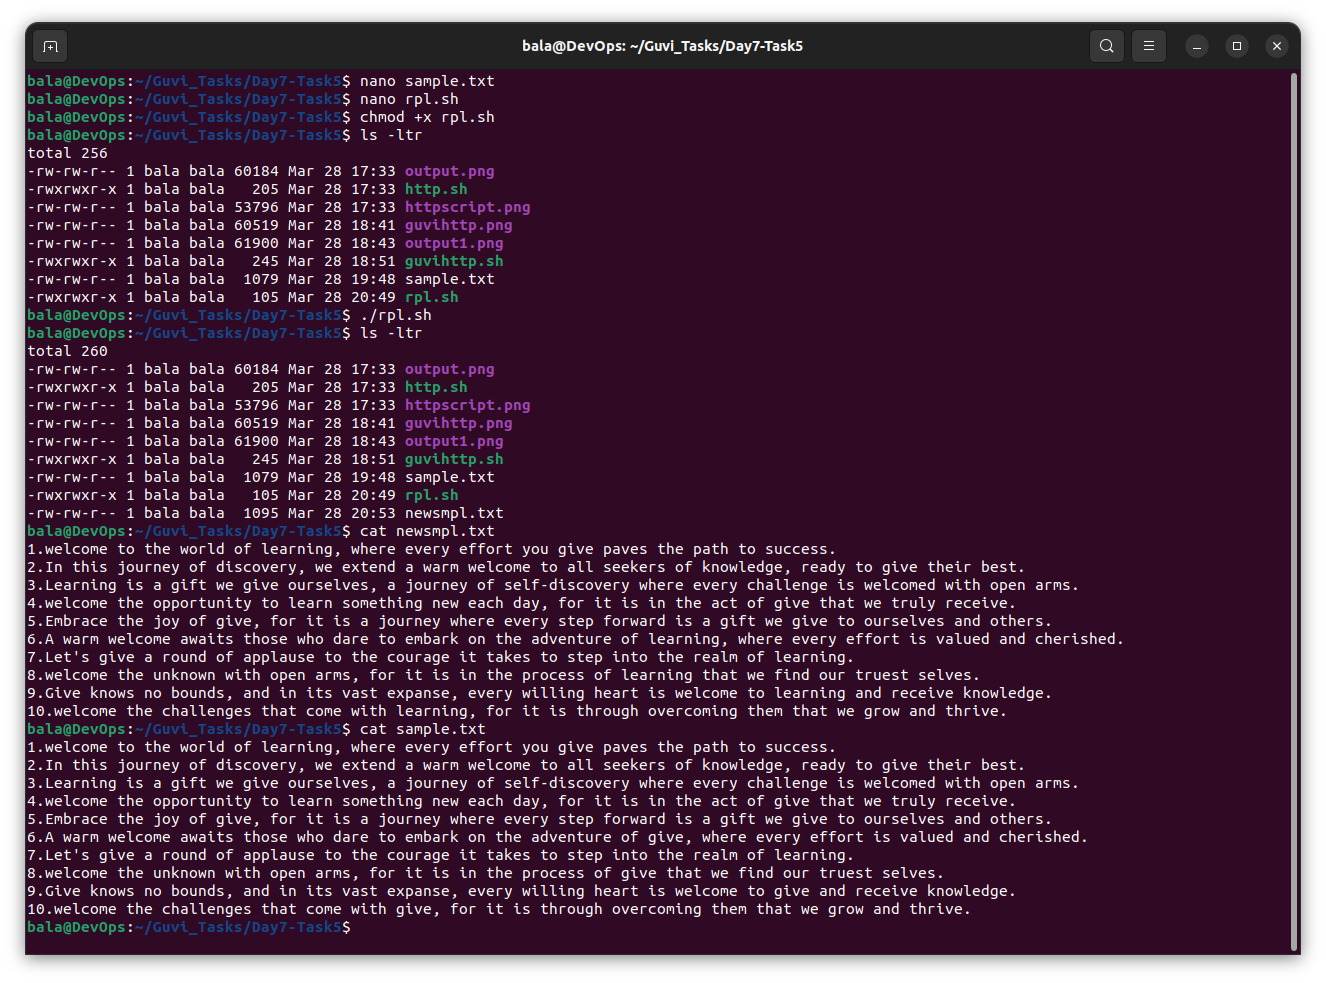 bala@DevOps: ~/Guvi_Tasks/Day7-Task5
bala@DevOps:~/Guvi_Tasks/Day7-Task5$ nano sample.txt
bala@DevOps:~/Guvi_Tasks/Day7-Task5$ nano rpl.sh
bala@DevOps:~/Guvi_Tasks/Day7-Task5$ chmod +x rpl.sh
bala@DevOps:~/Guvi_Tasks/Day7-Task5$ ls -ltr
total 256
-rw-rw-r-- 1 bala bala 60184 Mar 28 17:33 output.png
-rwxrwxr-x 1 bala bala   205 Mar 28 17:33 http.sh
-rw-rw-r-- 1 bala bala 53796 Mar 28 17:33 httpscript.png
-rw-rw-r-- 1 bala bala 60519 Mar 28 18:41 guvihttp.png
-rw-rw-r-- 1 bala bala 61900 Mar 28 18:43 output1.png
-rwxrwxr-x 1 bala bala   245 Mar 28 18:51 guvihttp.sh
-rw-rw-r-- 1 bala bala  1079 Mar 28 19:48 sample.txt
-rwxrwxr-x 1 bala bala   105 Mar 28 20:49 rpl.sh
bala@DevOps:~/Guvi_Tasks/Day7-Task5$ ./rpl.sh
bala@DevOps:~/Guvi_Tasks/Day7-Task5$ ls -ltr
total 260
-rw-rw-r-- 1 bala bala 60184 Mar 28 17:33 output.png
-rwxrwxr-x 1 bala bala   205 Mar 28 17:33 http.sh
-rw-rw-r-- 1 bala bala 53796 Mar 28 17:33 httpscript.png
-rw-rw-r-- 1 bala bala 60519 Mar 28 18:41 guvihttp.png
-rw-rw-r-- 1 bala bala 61900 Mar 28 18:43 output1.png
-rwxrwxr-x 1 bala bala   245 Mar 28 18:51 guvihttp.sh
-rw-rw-r-- 1 bala bala  1079 Mar 28 19:48 sample.txt
-rwxrwxr-x 1 bala bala   105 Mar 28 20:49 rpl.sh
-rw-rw-r-- 1 bala bala  1095 Mar 28 20:53 newsmpl.txt
bala@DevOps:~/Guvi_Tasks/Day7-Task5$ cat newsmpl.txt
1.welcome to the world of learning, where every effort you give paves the path to success.
2.In this journey of discovery, we extend a warm welcome to all seekers of knowledge, ready to give their best.
3.Learning is a gift we give ourselves, a journey of self-discovery where every challenge is welcomed with open arms.
4.welcome the opportunity to learn something new each day, for it is in the act of give that we truly receive.
5.Embrace the joy of give, for it is a journey where every step forward is a gift we give to ourselves and others.
6.A warm welcome awaits those who dare to embark on the adventure of learning, where every effort is valued and cherished.
7.Let's give a round of applause to the courage it takes to step into the realm of learning.
8.welcome the unknown with open arms, for it is in the process of learning that we find our truest selves.
9.Give knows no bounds, and in its vast expanse, every willing heart is welcome to learning and receive knowledge.
10.welcome the challenges that come with learning, for it is through overcoming them that we grow and thrive.
bala@DevOps:~/Guvi_Tasks/Day7-Task5$ cat sample.txt
1.welcome to the world of learning, where every effort you give paves the path to success.
2.In this journey of discovery, we extend a warm welcome to all seekers of knowledge, ready to give their best.
3.Learning is a gift we give ourselves, a journey of self-discovery where every challenge is welcomed with open arms.
4.welcome the opportunity to learn something new each day, for it is in the act of give that we truly receive.
5.Embrace the joy of give, for it is a journey where every step forward is a gift we give to ourselves and others.
6.A warm welcome awaits those who dare to embark on the adventure of give, where every effort is valued and cherished.
7.Let's give a round of applause to the courage it takes to step into the realm of learning.
8.welcome the unknown with open arms, for it is in the process of give that we find our truest selves.
9.Give knows no bounds, and in its vast expanse, every willing heart is welcome to give and receive knowledge.
10.welcome the challenges that come with give, for it is through overcoming them that we grow and thrive.
bala@DevOps:~/Guvi_Tasks/Day7-Task5$